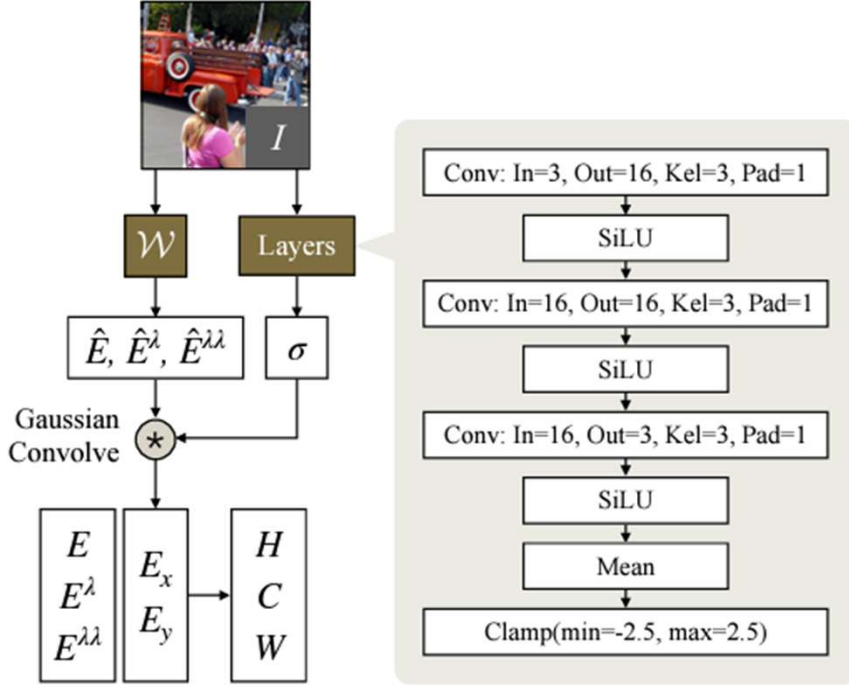 I
𝒲
Layers
Ê, Ê^λ, Ê^λλ
σ
Gaussian
Convolve
*
E
E^λ
E^λλ
E_x
E_y
H
C
W
Conv: In=3, Out=16, Kel=3, Pad=1
SiLU
Conv: In=16, Out=16, Kel=3, Pad=1
SiLU
Conv: In=16, Out=3, Kel=3, Pad=1
SiLU
Mean
Clamp(min=-2.5, max=2.5)